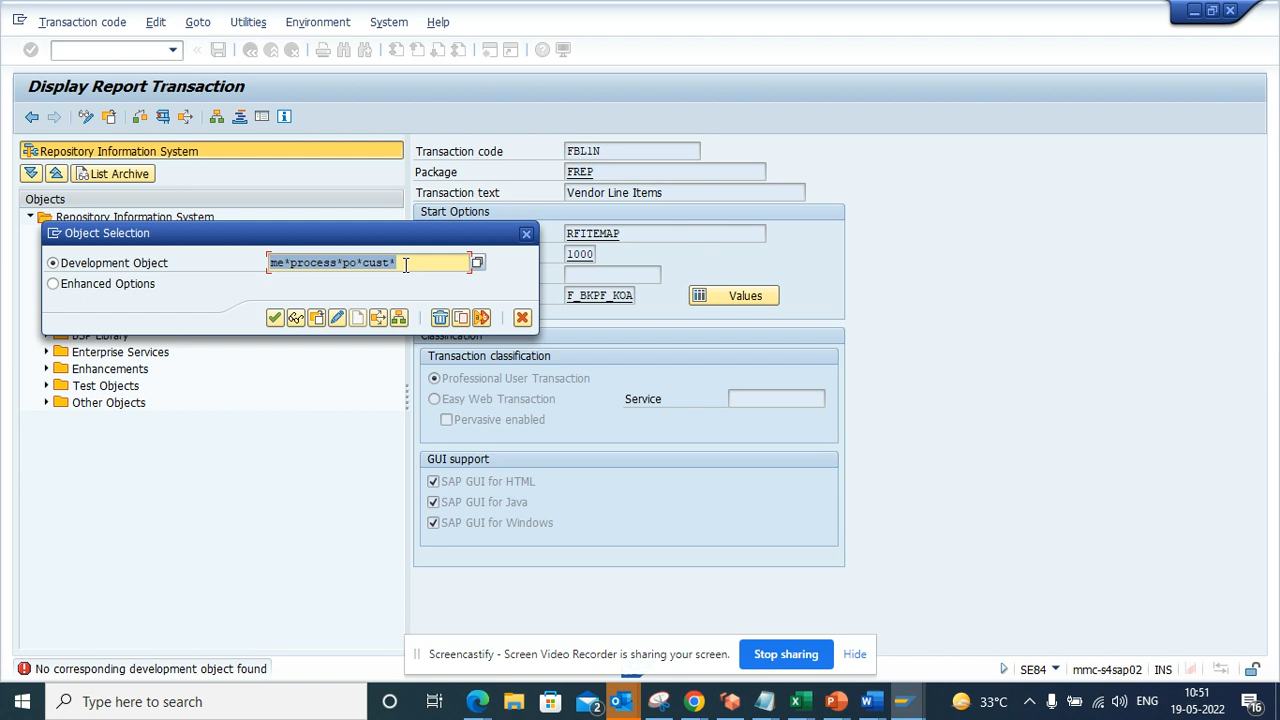 Transaction code Edit Goto Utilities Environment System Help
Display Report Transaction
Repository Information System
List Archive
Objects
Repository Information System
Object Selection
Development Object me*process*po*cust*
Enhanced Options
BSP Library
Enterprise Services
Enhancements
Test Objects
Other Objects
Transaction code FBL1N
Package FREP
Transaction text Vendor Line Items
Start Options
RFITEMAP
1000
F_BKPF_KOA Values
Classification
Transaction classification
Professional User Transaction
Easy Web Transaction Service
Pervasive enabled
GUI support
SAP GUI for HTML
SAP GUI for Java
SAP GUI for Windows
Screencastify - Screen Video Recorder is sharing your screen. Stop sharing Hide
No corresponding development object found SE84 mmc-s4sap02 INS
Type here to search 2 33°C ENG 10:51 19-05-2022 16